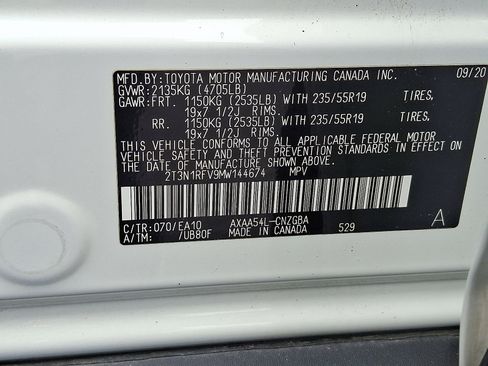 MFD.BY:TOYOTA MOTOR MANUFACTURING CANADA INC. 09/20
GVWR:2135KG (4705LB)
GAWR:FRT. 1150KG (2535LB) WITH 235/55R19 TIRES,
19x7 1/2J RIMS.
RR. 1150KG (2535LB) WITH 235/55R19 TIRES,
19x7 1/2J RIMS.
THIS VEHICLE CONFORMS TO ALL APPLICABLE FEDERAL MOTOR
VEHICLE SAFETY AND THEFT PREVENTION STANDARDS IN EFFECT
ON THE DATE OF MANUFACTURE SHOWN ABOVE.
2T3N1RFV9MW144674 MPV
C/TR:070/EA10 AXAA54L-CNZGBA A
A/TM: /UB80F MADE IN CANADA 529